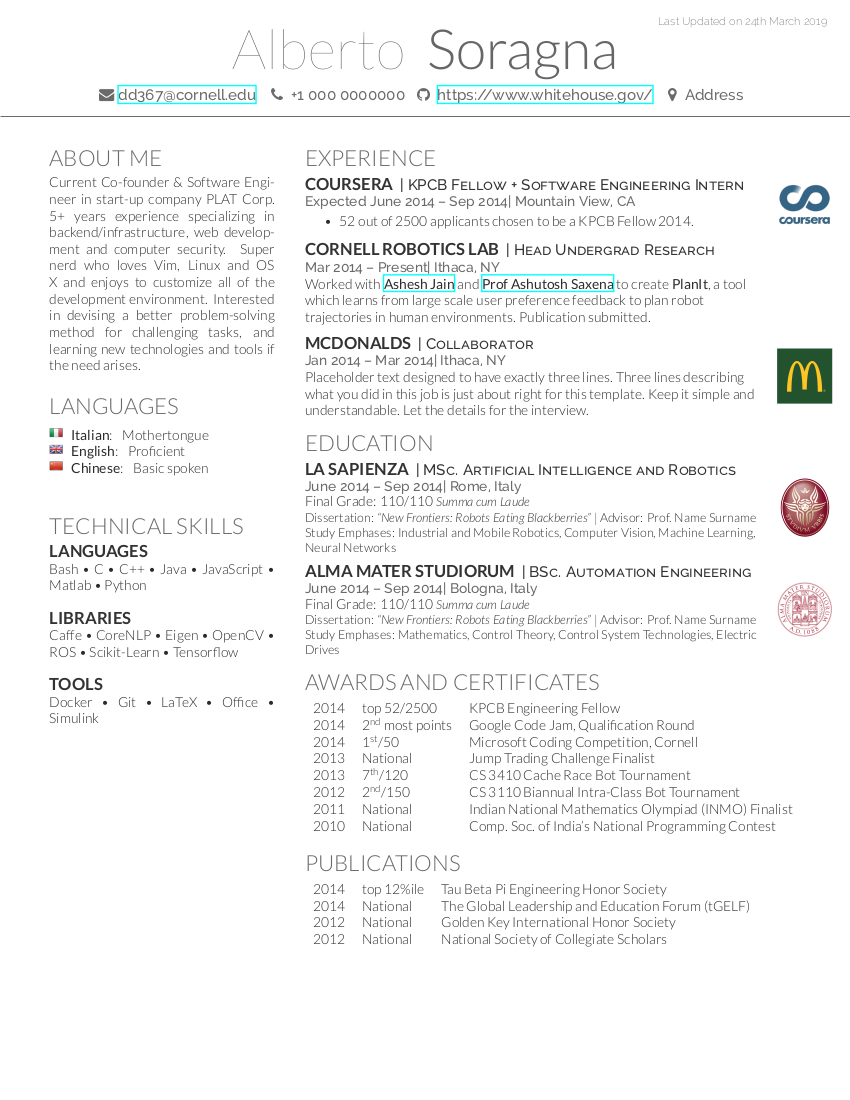 Last Updated on 24th March 2019
Alberto Soragna
dd367@cornell.edu +1 000 0000000 https://www.whitehouse.gov/ Address
ABOUT ME
Current Co-founder & Software Engi-
neer in start-up company PLAT Corp.
5+ years experience specializing in
backend/infrastructure, web develop-
ment and computer security. Super
nerd who loves Vim, Linux and OS
X and enjoys to customize all of the
development environment. Interested
in devising a better problem-solving
method for challenging tasks, and
learning new technologies and tools if
the need arises.
LANGUAGES
Italian: Mothertongue
English: Proficient
Chinese: Basic spoken
TECHNICAL SKILLS
LANGUAGES
Bash • C • C++ • Java • JavaScript •
Matlab • Python
LIBRARIES
Caffe • CoreNLP • Eigen • OpenCV •
ROS • Scikit-Learn • Tensorflow
TOOLS
Docker • Git • LaTeX • Office •
Simulink
EXPERIENCE
COURSERA | KPCB Fellow + Software Engineering Intern
Expected June 2014 – Sep 2014| Mountain View, CA
• 52 out of 2500 applicants chosen to be a KPCB Fellow 2014.
coursera
CORNELL ROBOTICS LAB | Head Undergrad Research
Mar 2014 – Present| Ithaca, NY
Worked with Ashesh Jain and Prof Ashutosh Saxena to create PlanIt, a tool
which learns from large scale user preference feedback to plan robot
trajectories in human environments. Publication submitted.
MCDONALDS | Collaborator
Jan 2014 – Mar 2014| Ithaca, NY
Placeholder text designed to have exactly three lines. Three lines describing
what you did in this job is just about right for this template. Keep it simple and
understandable. Let the details for the interview.
EDUCATION
LA SAPIENZA | MSc. Artificial Intelligence and Robotics
June 2014 – Sep 2014| Rome, Italy
Final Grade: 110/110 Summa cum Laude
Dissertation: “New Frontiers: Robots Eating Blackberries” | Advisor: Prof. Name Surname
Study Emphases: Industrial and Mobile Robotics, Computer Vision, Machine Learning,
Neural Networks
ALMA MATER STUDIORUM | BSc. Automation Engineering
June 2014 – Sep 2014| Bologna, Italy
Final Grade: 110/110 Summa cum Laude
Dissertation: “New Frontiers: Robots Eating Blackberries” | Advisor: Prof. Name Surname
Study Emphases: Mathematics, Control Theory, Control System Technologies, Electric
Drives
AWARDS AND CERTIFICATES
2014 top 52/2500 KPCB Engineering Fellow
2014 2nd most points Google Code Jam, Qualification Round
2014 1st/50 Microsoft Coding Competition, Cornell
2013 National Jump Trading Challenge Finalist
2013 7th/120 CS 3410 Cache Race Bot Tournament
2012 2nd/150 CS 3110 Biannual Intra-Class Bot Tournament
2011 National Indian National Mathematics Olympiad (INMO) Finalist
2010 National Comp. Soc. of India’s National Programming Contest
PUBLICATIONS
2014 top 12%ile Tau Beta Pi Engineering Honor Society
2014 National The Global Leadership and Education Forum (tGELF)
2012 National Golden Key International Honor Society
2012 National National Society of Collegiate Scholars